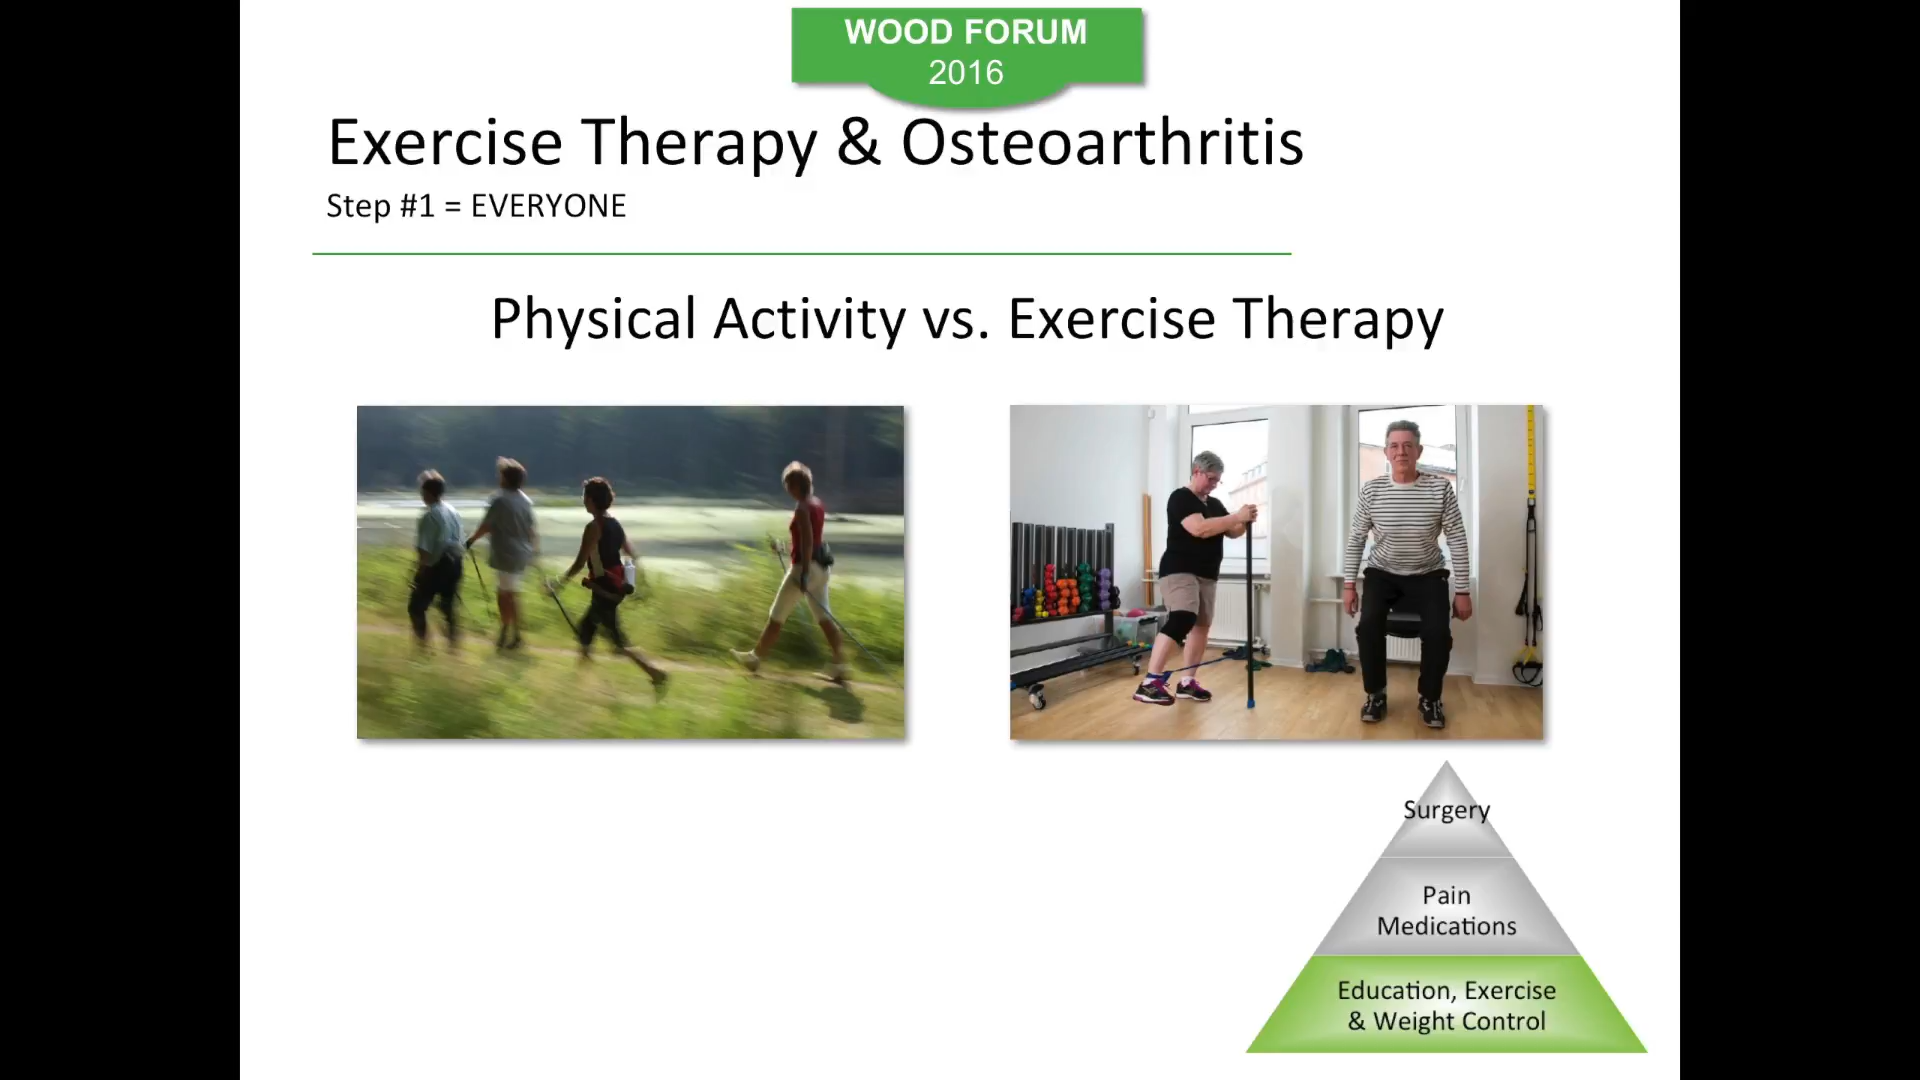 WOOD FORUM
2016
Exercise Therapy & Osteoarthritis
Step #1 = EVERYONE
Physical Activity vs. Exercise Therapy
Surgery
Pain
Medications
Education, Exercise
& Weight Control